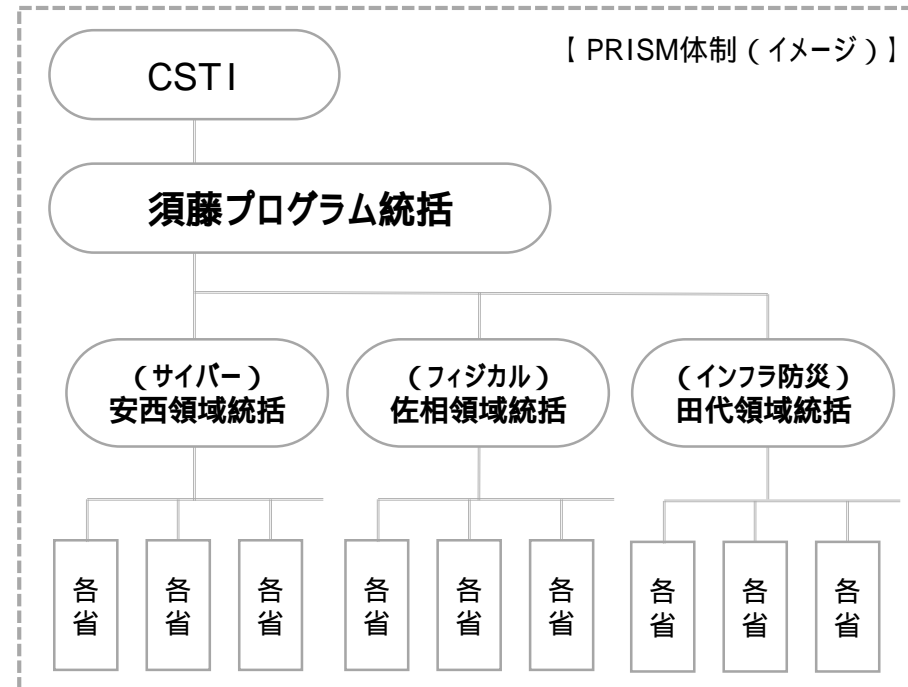 【 PRISM体制（イメージ）】
CSTI
須藤プログラム統括
（サイバー）
安西領域統括
（フィジカル）
佐相領域統括
（インフラ防災）
田代領域統括
各省
各省
各省
各省
各省
各省
各省
各省
各省